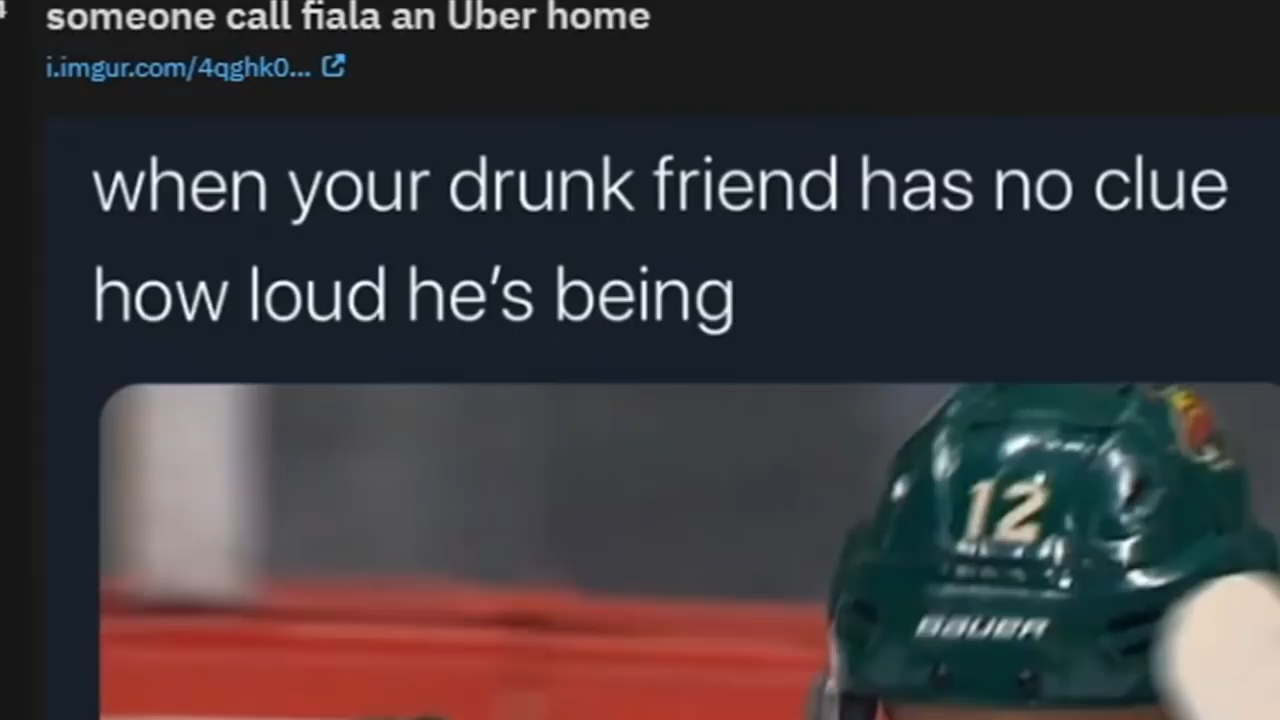 someone call fiala an Uber home
i.imgur.com/4qghk0...
when your drunk friend has no clue
how loud he's being
12
BAUER